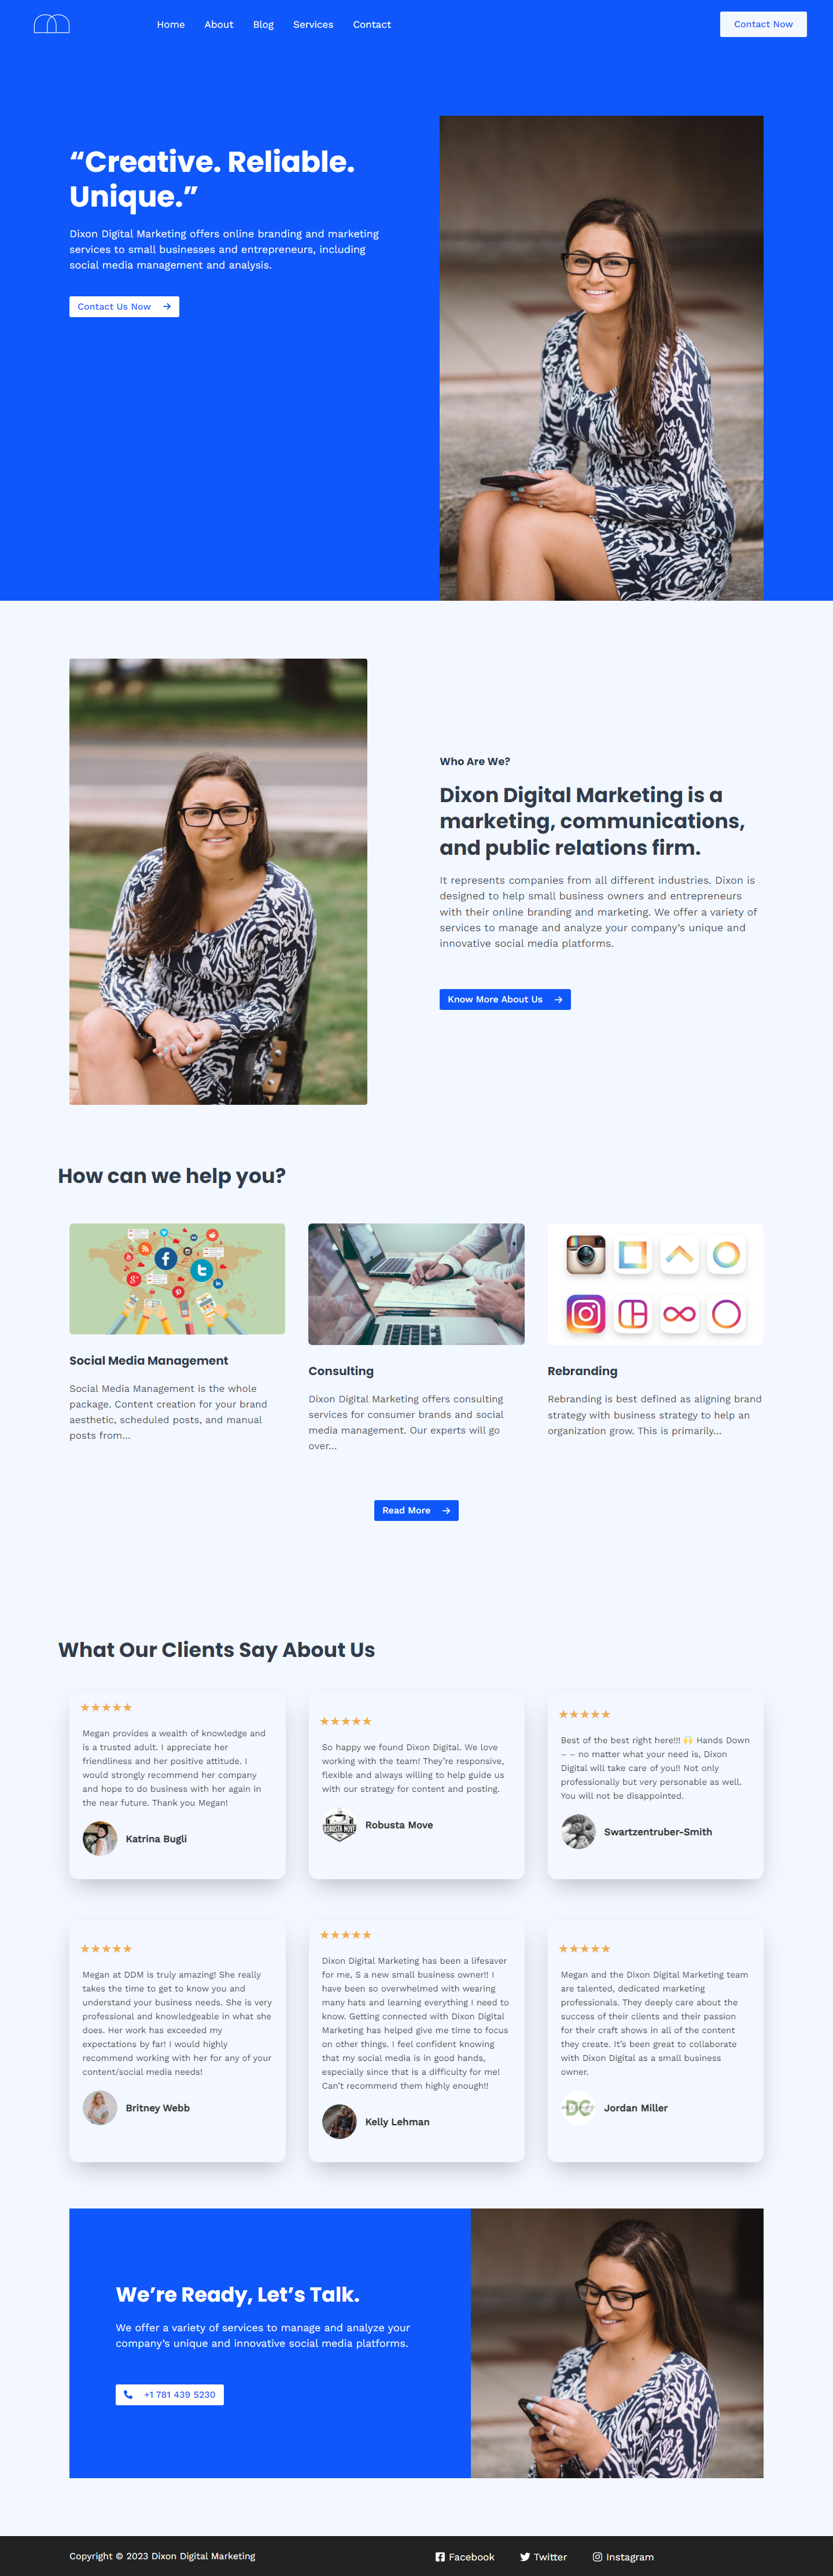 Home About Blog Services Contact
Contact Now
“Creative. Reliable.
Unique.”
Dixon Digital Marketing offers online branding and marketing
services to small businesses and entrepreneurs, including
social media management and analysis.
Contact Us Now
Who Are We?
Dixon Digital Marketing is a
marketing, communications,
and public relations firm.
It represents companies from all different industries. Dixon is
designed to help small business owners and entrepreneurs
with their online branding and marketing. We offer a variety of
services to manage and analyze your company’s unique and
innovative social media platforms.
Know More About Us
How can we help you?
Social Media Management
Social Media Management is the whole
package. Content creation for your brand
aesthetic, scheduled posts, and manual
posts from…
Consulting
Dixon Digital Marketing offers consulting
services for consumer brands and social
media management. Our experts will go
over…
Rebranding
Rebranding is best defined as aligning brand
strategy with business strategy to help an
organization grow. This is primarily…
Read More
What Our Clients Say About Us
Megan provides a wealth of knowledge and
is a trusted adult. I appreciate her
friendliness and her positive attitude. I
would strongly recommend her company
and hope to do business with her again in
the near future. Thank you Megan!
Katrina Bugli
So happy we found Dixon Digital. We love
working with the team! They’re responsive,
flexible and always willing to help guide us
with our strategy for content and posting.
ROBUSTA MOVE
Robusta Move
Best of the best right here!!! 🙌 Hands Down
– – no matter what your need is, Dixon
Digital will take care of you!! Not only
professionally but very personable as well.
You will not be disappointed.
Swartzentruber-Smith
Megan at DDM is truly amazing! She really
takes the time to get to know you and
understand your business needs. She is very
professional and knowledgeable in what she
does. Her work has exceeded my
expectations by far! I would highly
recommend working with her for any of your
content/social media needs!
Britney Webb
Dixon Digital Marketing has been a lifesaver
for me, S a new small business owner!! I
have been so overwhelmed with wearing
many hats and learning everything I need to
know. Getting connected with Dixon Digital
Marketing has helped give me time to focus
on other things. I feel confident knowing
that my social media is in good hands,
especially since that is a difficulty for me!
Can’t recommend them highly enough!!
Kelly Lehman
Megan and the Dixon Digital Marketing team
are talented, dedicated marketing
professionals. They deeply care about the
success of their clients and their passion
for their craft shows in all of the content
they create. It’s been great to collaborate
with Dixon Digital as a small business
owner.
DC
Jordan Miller
We’re Ready, Let’s Talk.
We offer a variety of services to manage and analyze your
company’s unique and innovative social media platforms.
+1 781 439 5230
Copyright © 2023 Dixon Digital Marketing
Facebook Twitter Instagram